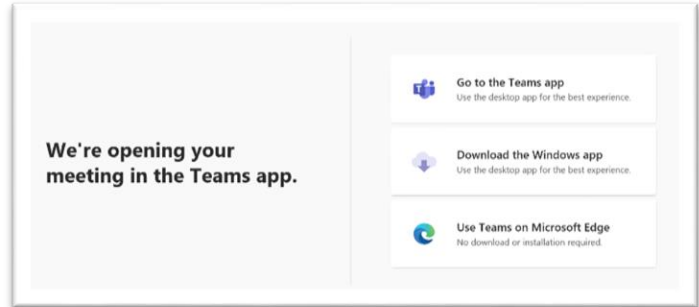 We're opening your
meeting in the Teams app.
Go to the Teams app
Use the desktop app for the best experience.
Download the Windows app
Use the desktop app for the best experience.
Use Teams on Microsoft Edge
No download or installation required.